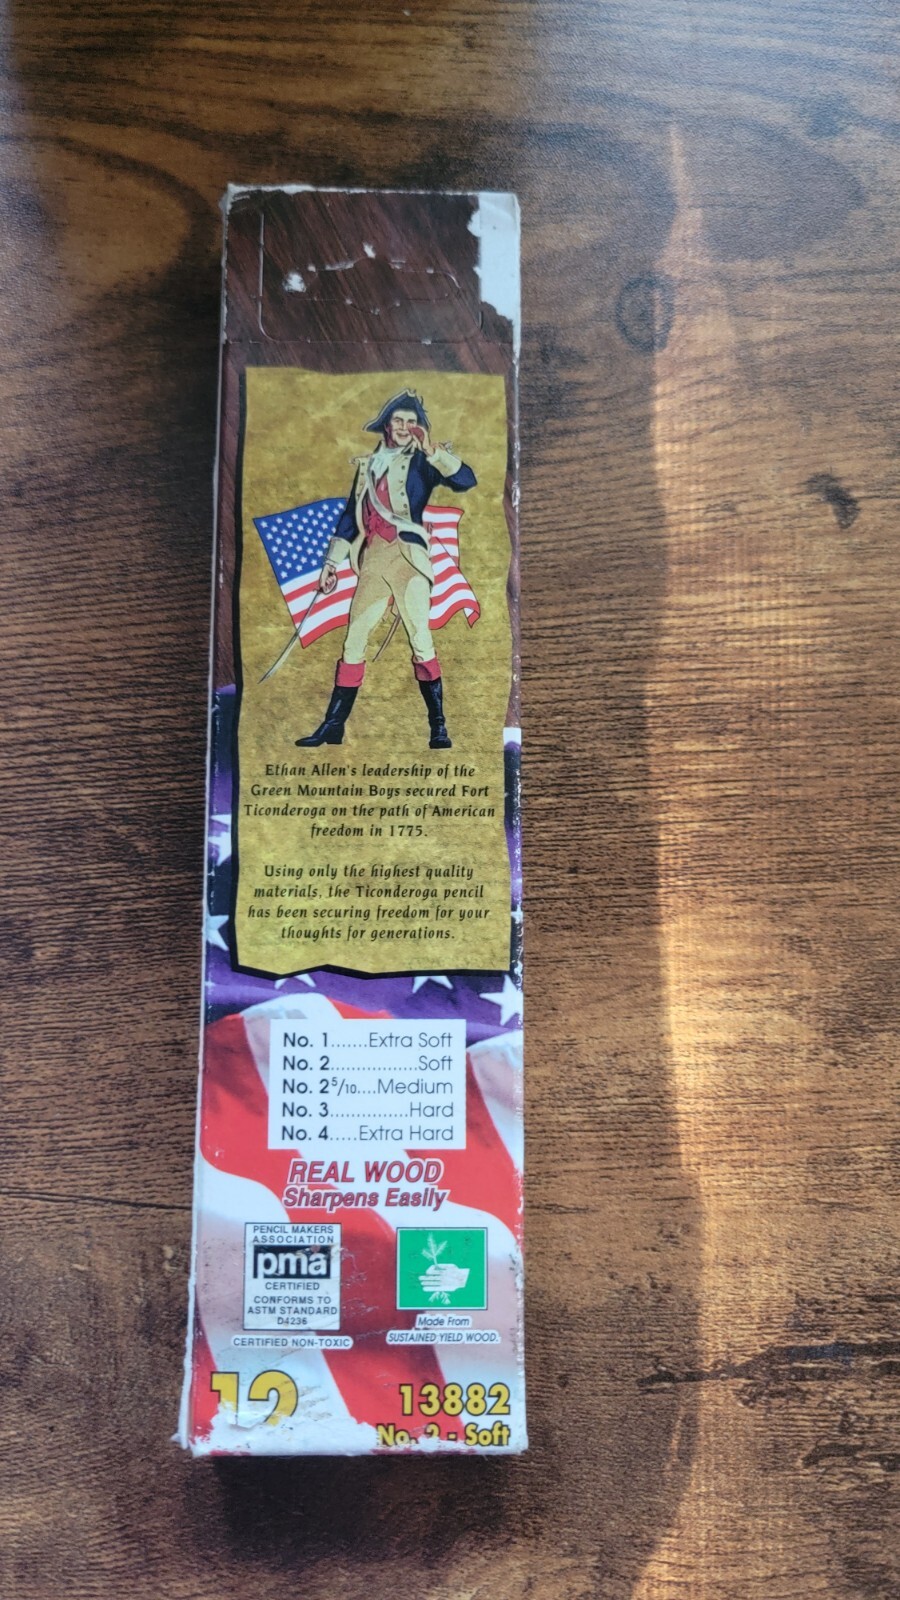 Ethan Allen's leadership of the
Green Mountain Boys secured Fort
Ticonderoga on the path of American
freedom in 1775.
Using only the highest quality
materials, the Ticonderoga pencil
has been securing freedom for your
thoughts for generations.
No. 1.......Extra Soft
No. 2.................Soft
No. 2⁵/₁₀....Medium
No. 3...............Hard
No. 4.....Extra Hard
REAL WOOD
Sharpens Easily
PENCIL MAKERS
ASSOCIATION
pma
CERTIFIED
CONFORMS TO
ASTM STANDARD
D4236
CERTIFIED NON-TOXIC
Made From
SUSTAINED YIELD WOOD.
12
13882
No. 2 - Soft